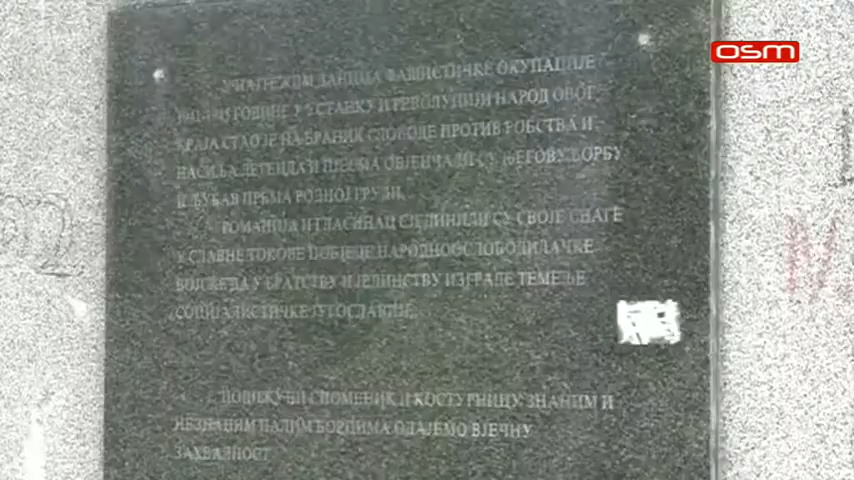 osm
ДАНИМА ФАШИСТИЧКЕ ОКУПАЦИЈЕ
ГОДИНЕ У УСТАНКУ И РЕВОЛУЦИЈИ НАРОД ОВОГ
КРАЈА СТАО ЈЕ НА БРАНИК СЛОБОДЕ ПРОТИВ РОБСТВА И
НАСИЉА ЛЕГЕНДА И ПЈЕСМА ОВЈЕНЧАЛИ СУ ЊЕГОВУ БОРБУ
И ЉУБАВ ПРЕМА РОДНОЈ ГРУДИ.
РОМАНИЈА И ГЛАСИНАЦ СЈЕДИНИЛИ СУ СВОЈЕ СНАГЕ
У СЛАВНЕ ТОКОВЕ ПОБЈЕДЕ НАРОДНООСЛОБОДИЛАЧКЕ
ВОЈСКЕ ДА У БРАТСТВУ И ЈЕДИНСТВУ ИЗГРАДЕ ТЕМЕЉЕ
СОЦИЈАЛИСТИЧКЕ ЈУГОСЛАВИЈЕ.
ПОДИЖУЋИ СПОМЕНИК И КОСТУРНИЦУ ЗНАНИМ И
НЕЗНАНИМ ПАЛИМ БОРЦИМА ОДАЈЕМО ВЈЕЧНУ
ЗАХВАЛНОСТ